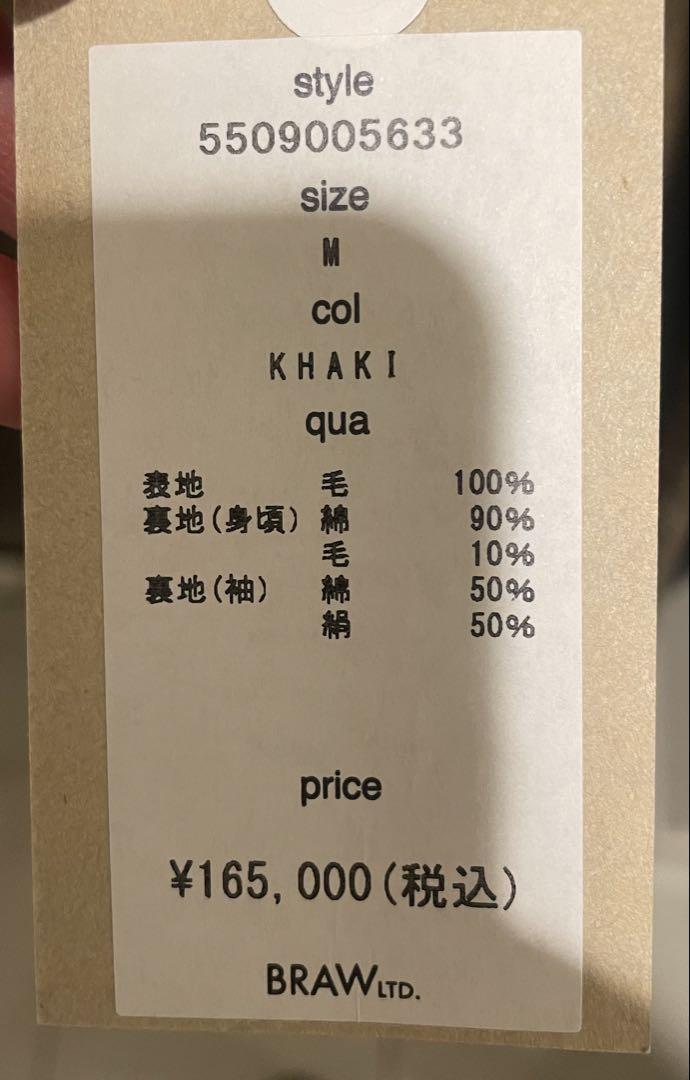 style
5509005633
size
M
col
KHAKI
qua
表地 毛 100%
裏地(身頃) 綿 90%
毛 10%
裏地(袖) 綿 50%
絹 50%
price
¥165,000(税込)
BRAW LTD.